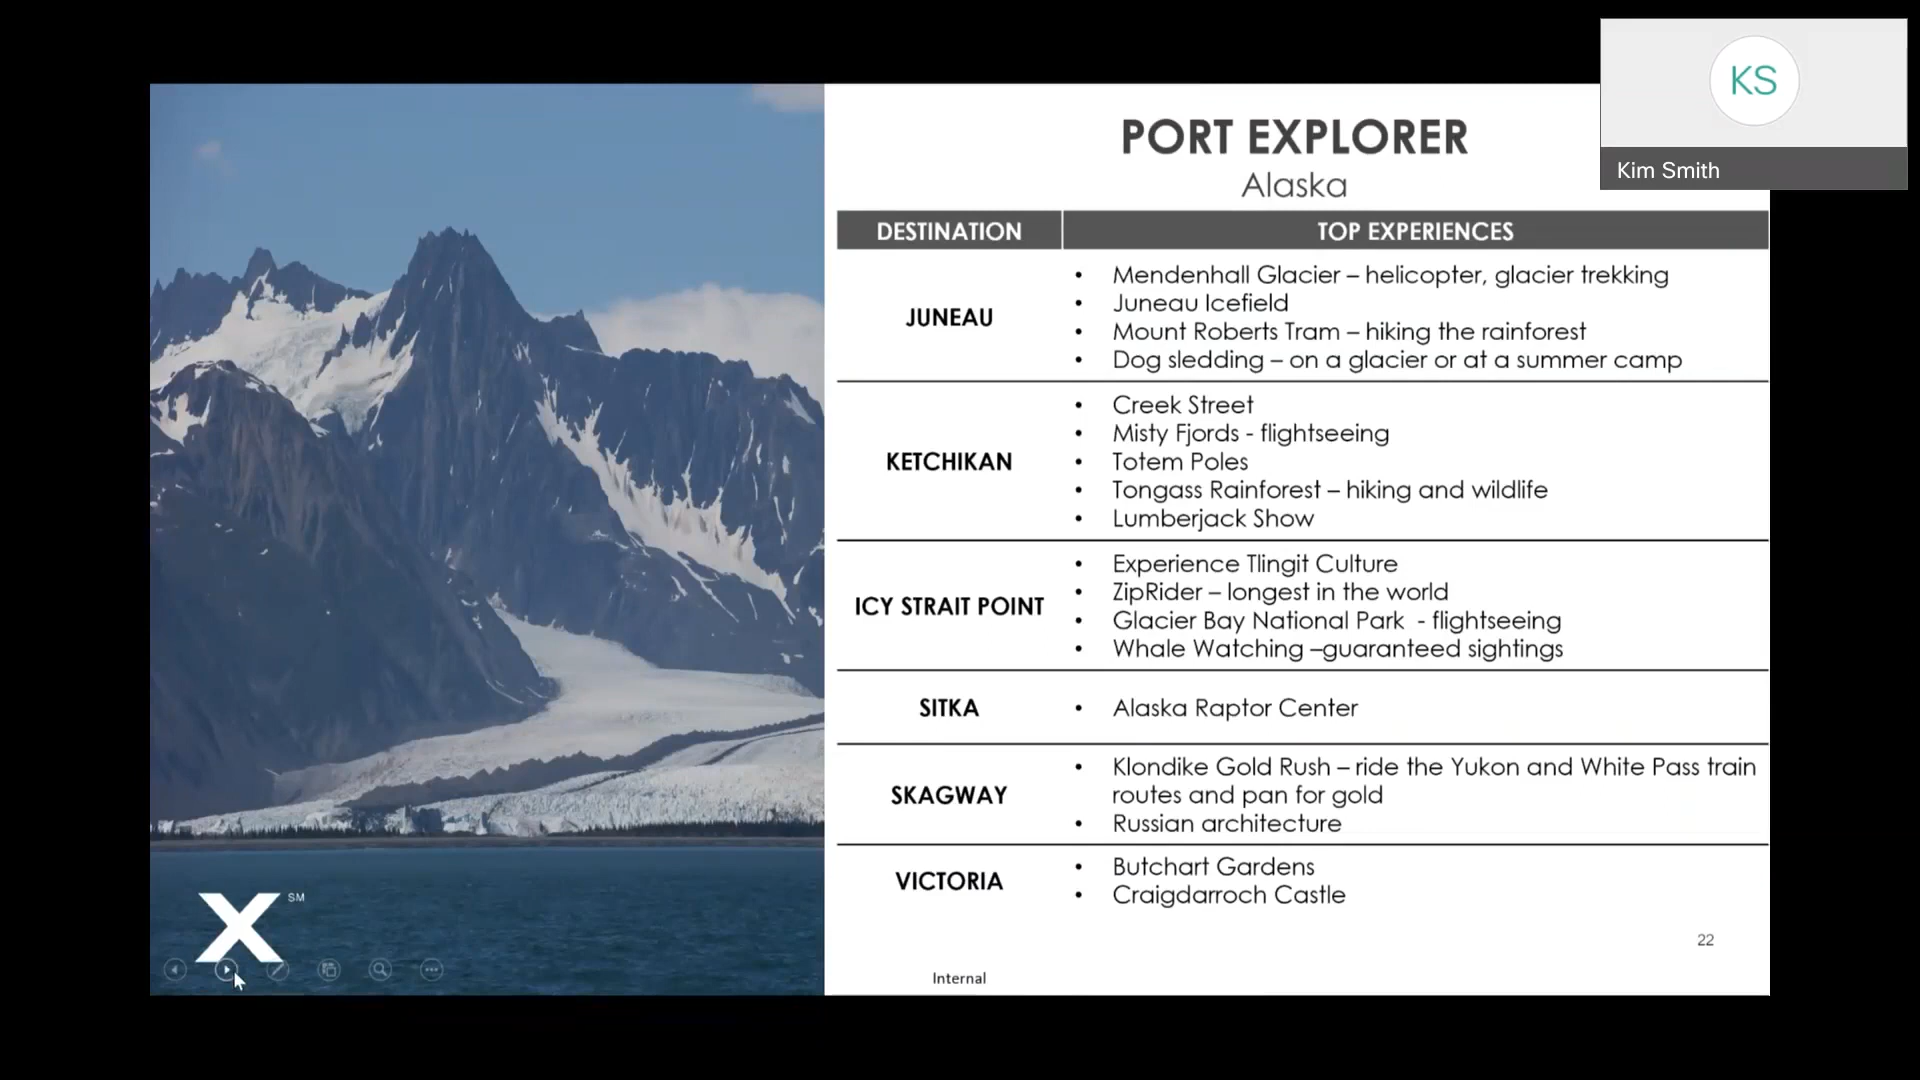 KS
Kim Smith
PORT EXPLORER
Alaska
DESTINATION
TOP EXPERIENCES
JUNEAU
• Mendenhall Glacier – helicopter, glacier trekking
• Juneau Icefield
• Mount Roberts Tram – hiking the rainforest
• Dog sledding – on a glacier or at a summer camp
KETCHIKAN
• Creek Street
• Misty Fjords - flightseeing
• Totem Poles
• Tongass Rainforest – hiking and wildlife
• Lumberjack Show
ICY STRAIT POINT
• Experience Tlingit Culture
• ZipRider – longest in the world
• Glacier Bay National Park  - flightseeing
• Whale Watching –guaranteed sightings
SITKA
• Alaska Raptor Center
SKAGWAY
• Klondike Gold Rush – ride the Yukon and White Pass train
routes and pan for gold
• Russian architecture
VICTORIA
• Butchart Gardens
• Craigdarroch Castle
X SM
22
Internal